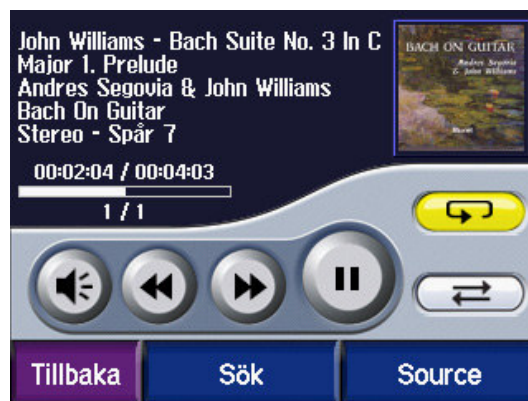 John Williams - Bach Suite No. 3 In C
Major 1. Prelude
Andres Segovia & John Williams
Bach On Guitar
Stereo - Spår 7
00:02:04 / 00:04:03
1 / 1
BACH ON GUITAR
Andres Segovia
& John Williams
Tillbaka
Sök
Source